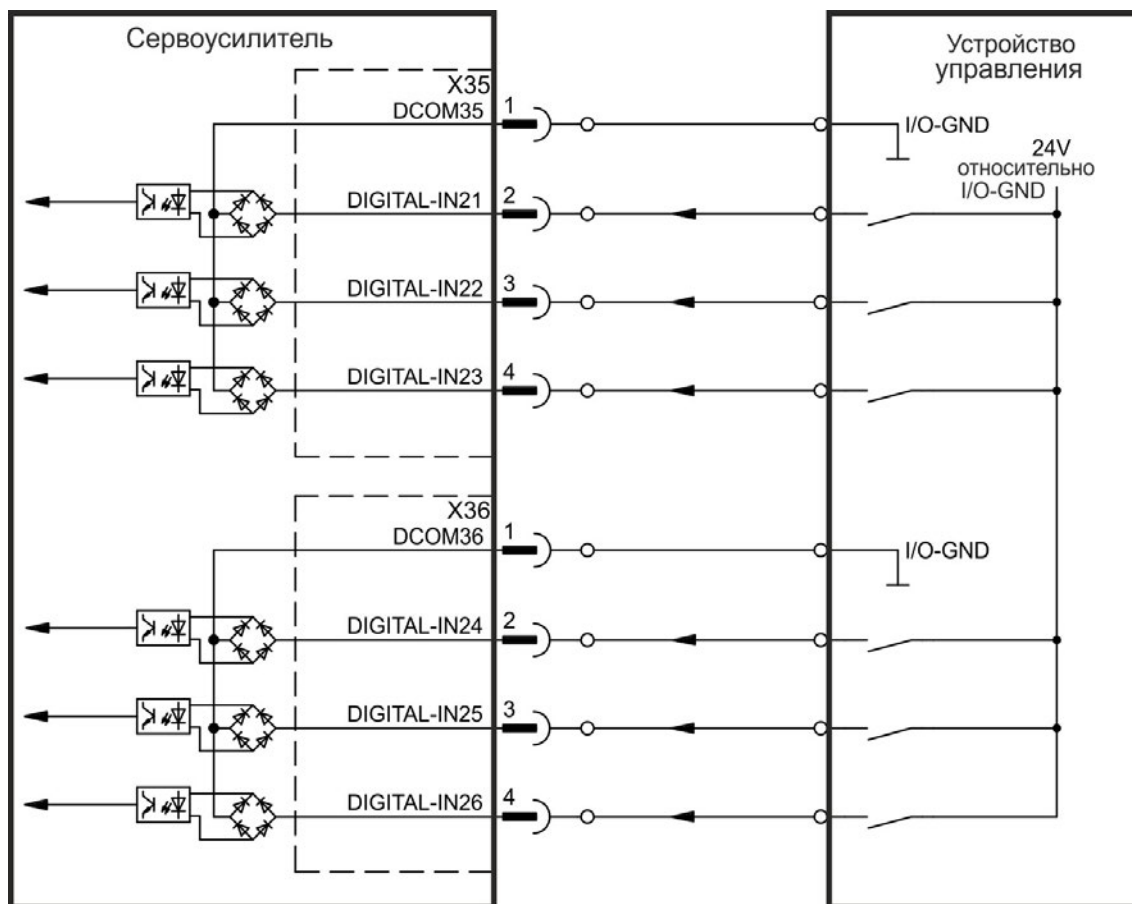 Сервоусилитель
Устройство
управления
X35
DCOM35
1
I/O-GND
24V
относительно
I/O-GND
DIGITAL-IN21
2
DIGITAL-IN22
3
DIGITAL-IN23
4
X36
DCOM36
1
I/O-GND
DIGITAL-IN24
2
DIGITAL-IN25
3
DIGITAL-IN26
4